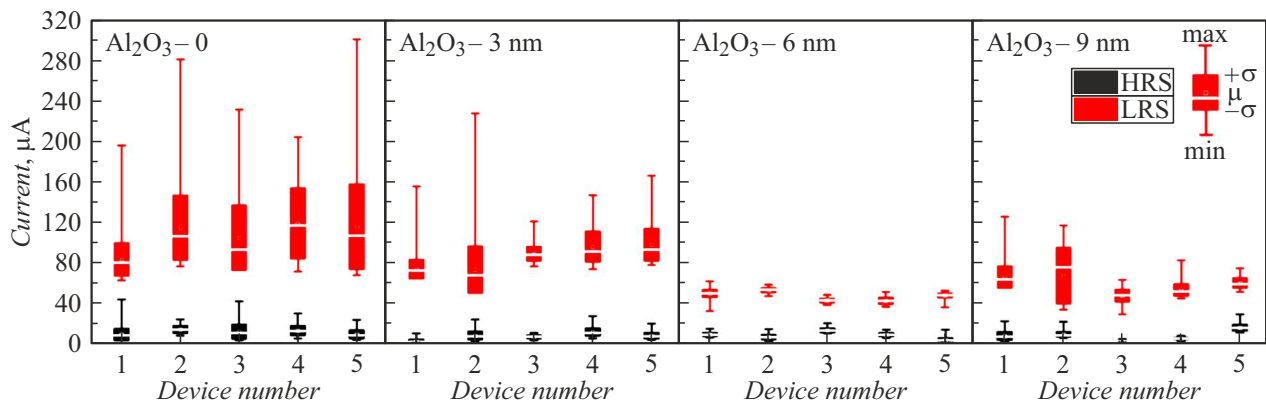 320
280
240
200
160
120
80
40
0
Current, μA
Al₂O₃ – 0
Al₂O₃ – 3 nm
Al₂O₃ – 6 nm
Al₂O₃ – 9 nm
HRS
LRS
max
+σ
μ
−σ
min
1 2 3 4 5
1 2 3 4 5
1 2 3 4 5
1 2 3 4 5
Device number
Device number
Device number
Device number